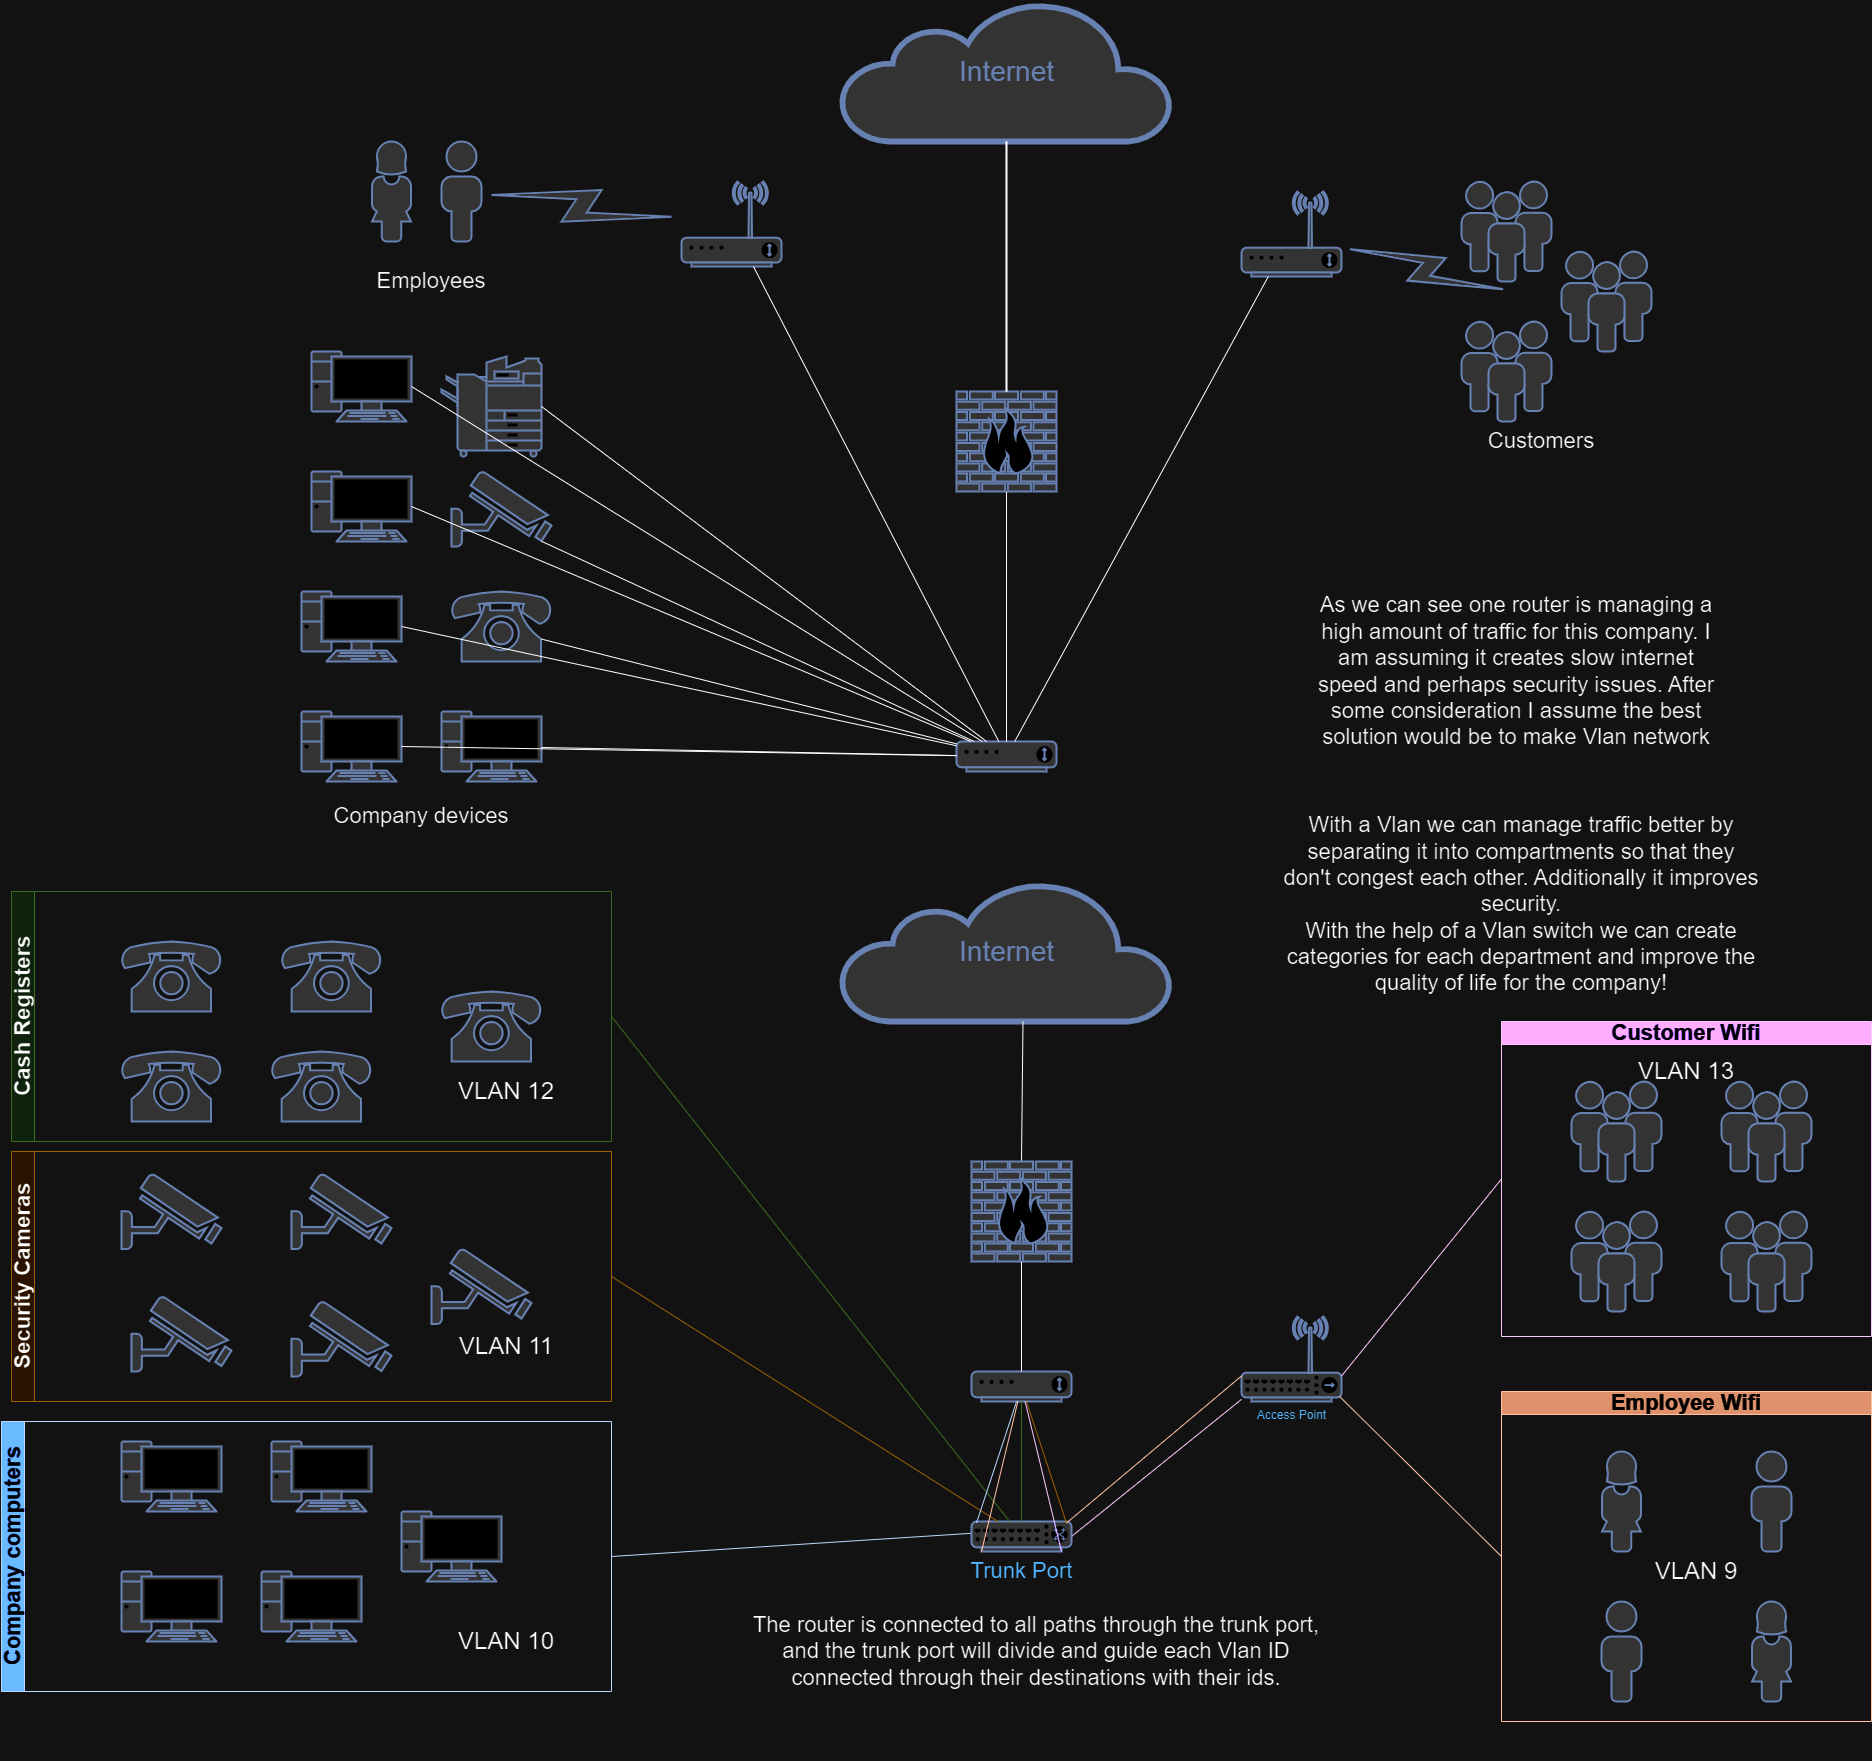 Internet
Employees
Customers
As we can see one router is managing a
high amount of traffic for this company. I
am assuming it creates slow internet
speed and perhaps security issues. After
some consideration I assume the best
solution would be to make Vlan network
Company devices
With a Vlan we can manage traffic better by
separating it into compartments so that they
don't congest each other. Additionally it improves
security.
With the help of a Vlan switch we can create
categories for each department and improve the
quality of life for the company!
Internet
Cash Registers
VLAN 12
Security Cameras
VLAN 11
Company computers
VLAN 10
Customer Wifi
VLAN 13
Access Point
Employee Wifi
VLAN 9
Trunk Port
The router is connected to all paths through the trunk port,
and the trunk port will divide and guide each Vlan ID
connected through their destinations with their ids.